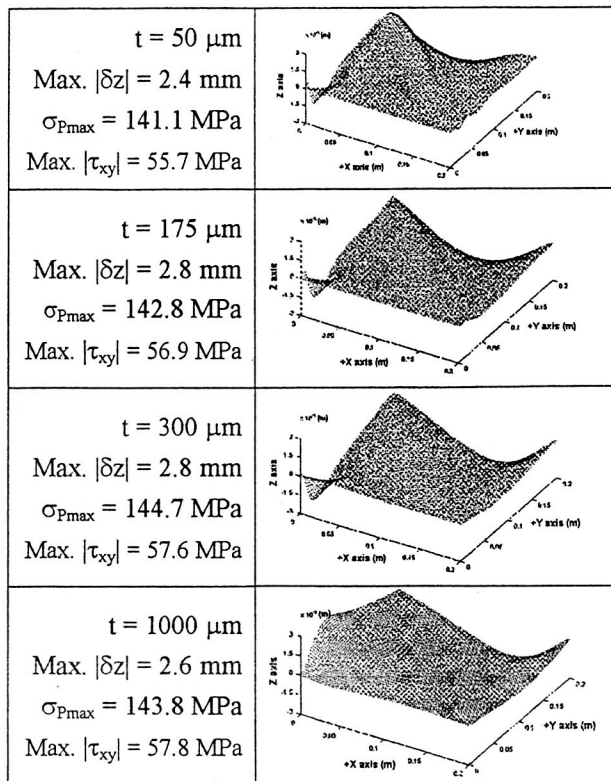 t = 50 μm
Max. |δz| = 2.4 mm
σPmax = 141.1 MPa
Max. |τxy| = 55.7 MPa
Z axis
+X axis (m)
+Y axis (m)
t = 175 μm
Max. |δz| = 2.8 mm
σPmax = 142.8 MPa
Max. |τxy| = 56.9 MPa
Z axis
+X axis (m)
+Y axis (m)
t = 300 μm
Max. |δz| = 2.8 mm
σPmax = 144.7 MPa
Max. |τxy| = 57.6 MPa
Z axis
+X axis (m)
+Y axis (m)
t = 1000 μm
Max. |δz| = 2.6 mm
σPmax = 143.8 MPa
Max. |τxy| = 57.8 MPa
Z axis
+X axis (m)
+Y axis (m)